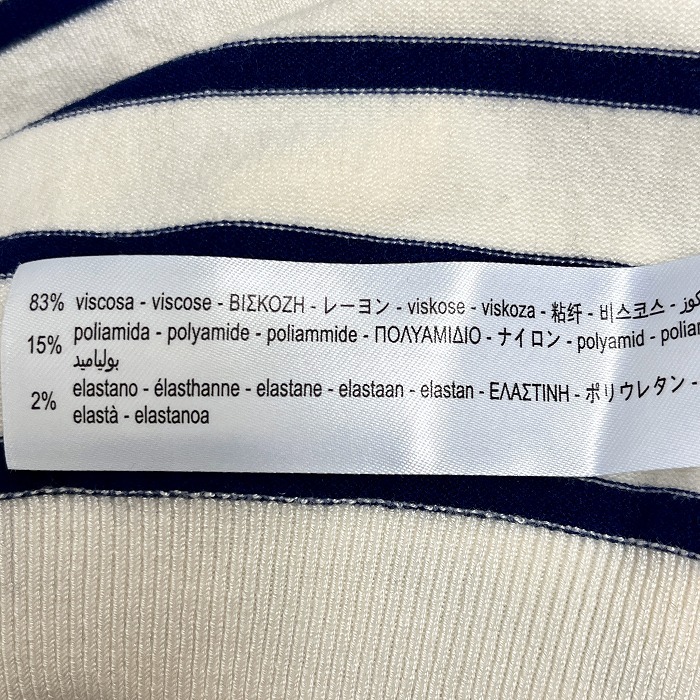 83% viscosa - viscose - ΒΙΣΚΟΖΗ - レーヨン - viskose - viskoza - 粘纤 - 비스코스 -
15% poliamida - polyamide - poliammide - ΠΟΛΥΑΜΙΔΙΟ - ナイロン - polyamid -
بولياميد
2% elastano - élasthanne - elastane - elastaan - elastan - ΕΛΑΣΤΙΝΗ - ポリウレタン -
elastà - elastanoa